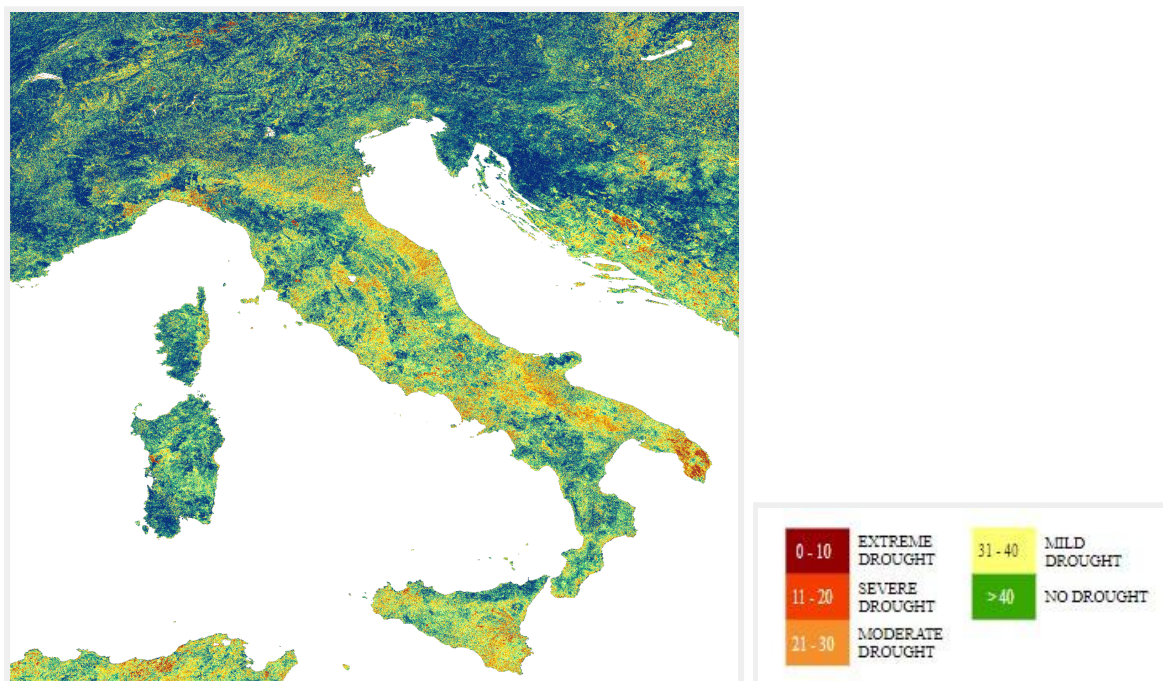 0 - 10 EXTREME
DROUGHT
11 - 20 SEVERE
DROUGHT
21 - 30 MODERATE
DROUGHT
31 - 40 MILD
DROUGHT
>40 NO DROUGHT